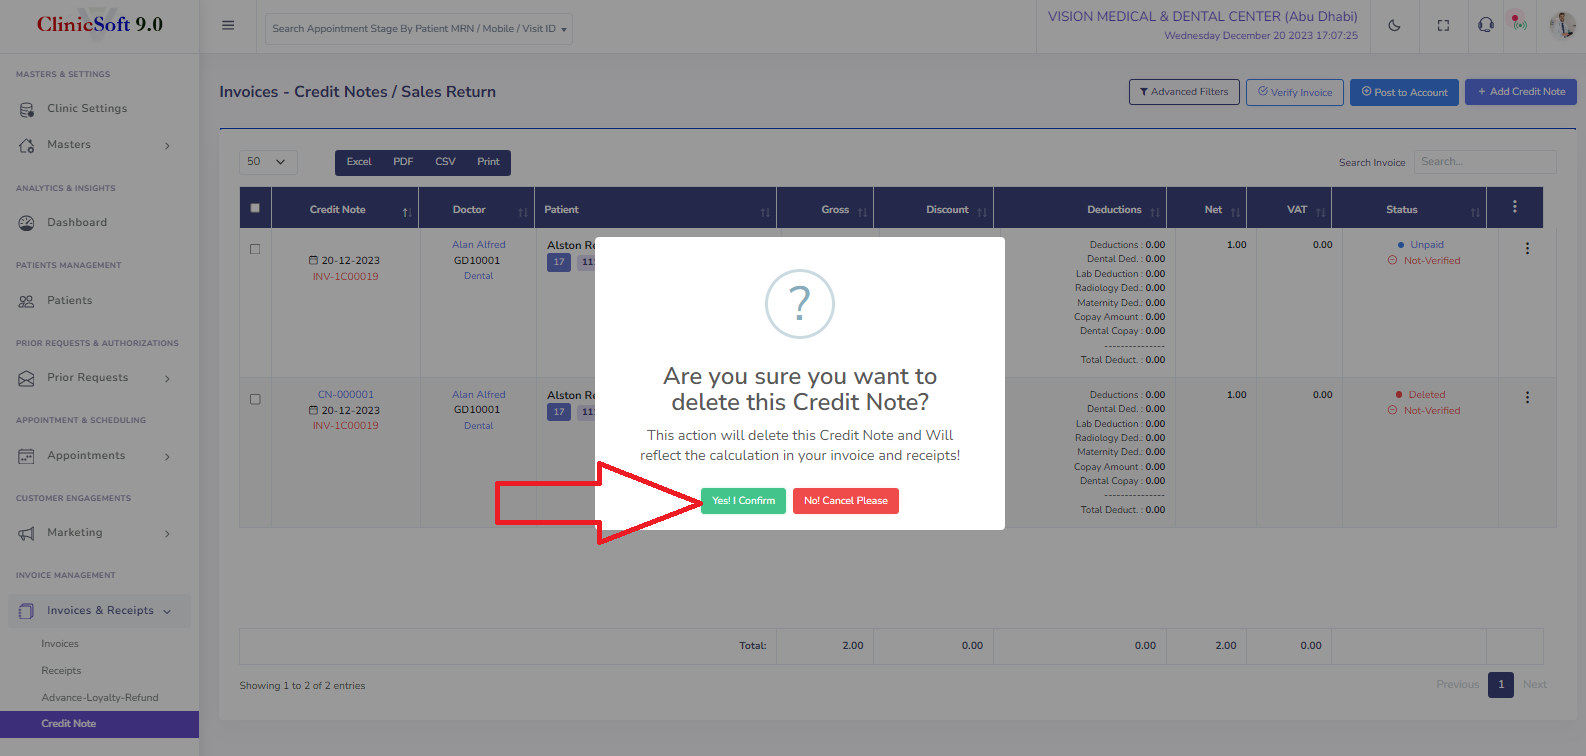 ClinicSoft 9.0
Search Appointment Stage By Patient MRN / Mobile / Visit ID
VISION MEDICAL & DENTAL CENTER (Abu Dhabi)
Wednesday December 20 2023 17:07:25
MASTERS & SETTINGS
Clinic Settings
Masters
ANALYTICS & INSIGHTS
Dashboard
PATIENTS MANAGEMENT
Patients
PRIOR REQUESTS & AUTHORIZATIONS
Prior Requests
APPOINTMENT & SCHEDULING
Appointments
CUSTOMER ENGAGEMENTS
Marketing
INVOICE MANAGEMENT
Invoices & Receipts
Invoices
Receipts
Advance-Loyalty-Refund
Credit Note
Invoices - Credit Notes / Sales Return
Advanced Filters
Verify Invoice
Post to Account
+ Add Credit Note
50
Excel PDF CSV Print
Search Invoice Search...
Credit Note Doctor Patient Gross Discount Deductions Net VAT Status
20-12-2023
INV-1C00019
Alan Alfred
GD10001
Dental
Alston Re
17 11
Deductions : 0.00
Dental Ded. : 0.00
Lab Deduction : 0.00
Radiology Ded.: 0.00
Maternity Ded.: 0.00
Copay Amount : 0.00
Dental Copay : 0.00
---------------
Total Deduct. : 0.00
1.00
0.00
Unpaid
Not-Verified
CN-000001
20-12-2023
INV-1C00019
Alan Alfred
GD10001
Dental
Alston Re
17 11
Deductions : 0.00
Dental Ded. : 0.00
Lab Deduction : 0.00
Radiology Ded.: 0.00
Maternity Ded.: 0.00
Copay Amount : 0.00
Dental Copay : 0.00
---------------
Total Deduct. : 0.00
1.00
0.00
Deleted
Not-Verified
?
Are you sure you want to
delete this Credit Note?
This action will delete this Credit Note and Will
reflect the calculation in your invoice and receipts!
Yes! I Confirm
No! Cancel Please
Total: 2.00 0.00 0.00 2.00 0.00
Showing 1 to 2 of 2 entries
Previous 1 Next